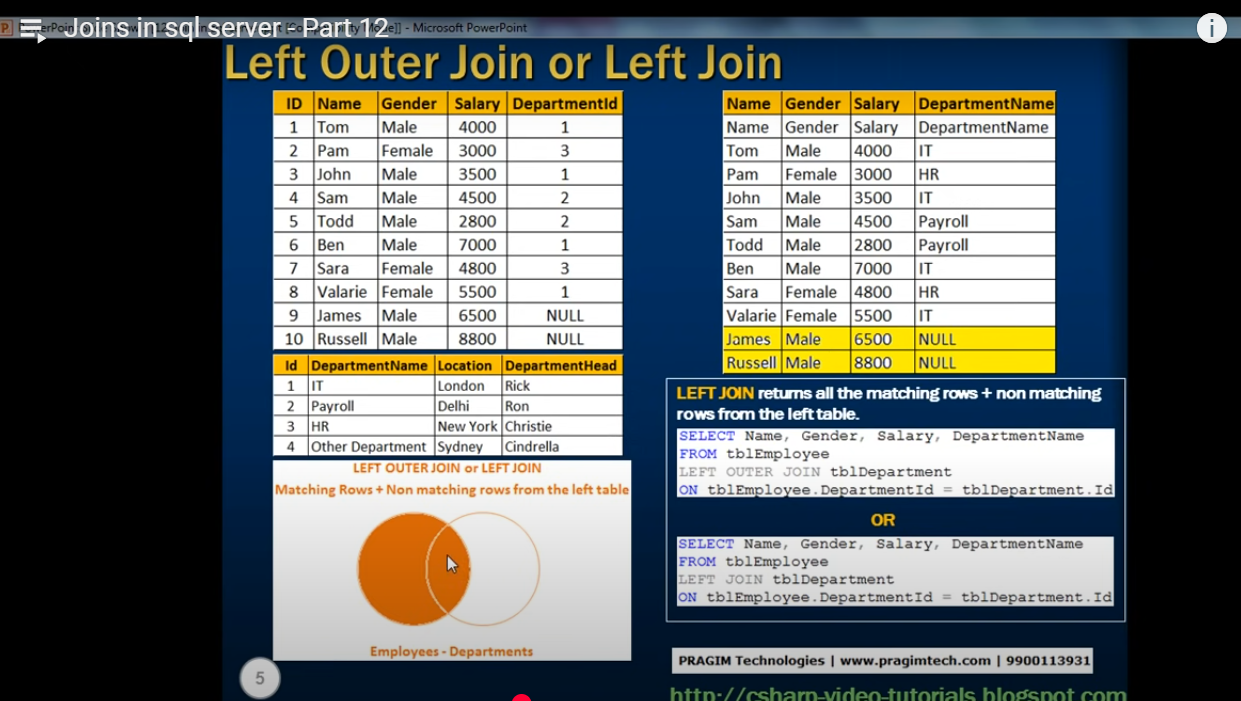 Joins in sql server - Part 12
Microsoft PowerPoint
Left Outer Join or Left Join
ID Name Gender Salary DepartmentId
1 Tom Male 4000 1
2 Pam Female 3000 3
3 John Male 3500 1
4 Sam Male 4500 2
5 Todd Male 2800 2
6 Ben Male 7000 1
7 Sara Female 4800 3
8 Valarie Female 5500 1
9 James Male 6500 NULL
10 Russell Male 8800 NULL
Id DepartmentName Location DepartmentHead
1 IT London Rick
2 Payroll Delhi Ron
3 HR New York Christie
4 Other Department Sydney Cindrella
LEFT OUTER JOIN or LEFT JOIN
Matching Rows + Non matching rows from the left table
Employees - Departments
5
Name Gender Salary DepartmentName
Name Gender Salary DepartmentName
Tom Male 4000 IT
Pam Female 3000 HR
John Male 3500 IT
Sam Male 4500 Payroll
Todd Male 2800 Payroll
Ben Male 7000 IT
Sara Female 4800 HR
Valarie Female 5500 IT
James Male 6500 NULL
Russell Male 8800 NULL
LEFT JOIN returns all the matching rows + non matching
rows from the left table.
SELECT Name, Gender, Salary, DepartmentName
FROM tblEmployee
LEFT OUTER JOIN tblDepartment
ON tblEmployee.DepartmentId = tblDepartment.Id
OR
SELECT Name, Gender, Salary, DepartmentName
FROM tblEmployee
LEFT JOIN tblDepartment
ON tblEmployee.DepartmentId = tblDepartment.Id
PRAGIM Technologies | www.pragimtech.com | 9900113931
http://csharp-video-tutorials.blogspot.com